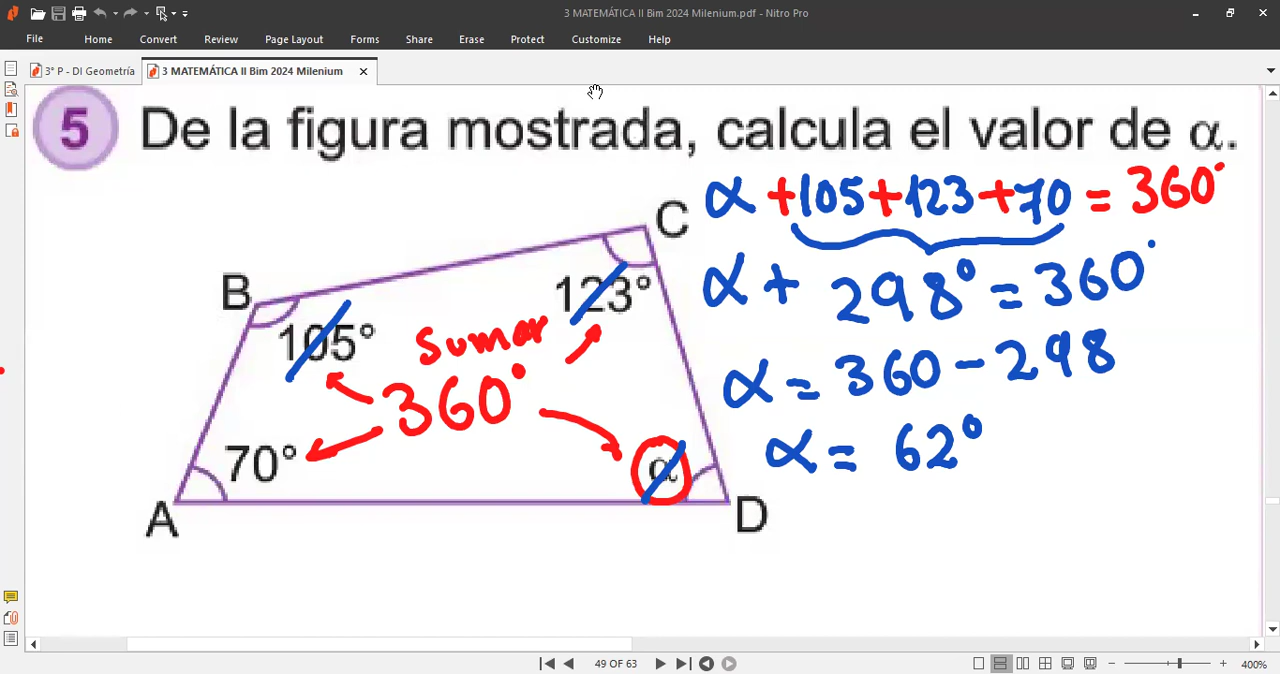 3 MATEMÁTICA II Bim 2024 Milenium.pdf - Nitro Pro
File Home Convert Review Page Layout Forms Share Erase Protect Customize Help
3° P - DI Geometría 3 MATEMÁTICA II Bim 2024 Milenium
5 De la figura mostrada, calcula el valor de α.
α + 105 + 123 + 70 = 360°
C
B
123°
α + 298° = 360°
105°
Sumar
360°
α = 360 - 298
70°
α
α = 62°
A
D
49 OF 63
400%